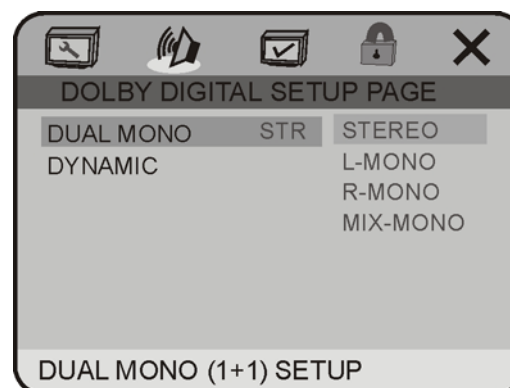 DOLBY DIGITAL SETUP PAGE
DUAL MONO STR STEREO
DYNAMIC L-MONO
R-MONO
MIX-MONO
DUAL MONO (1+1) SETUP